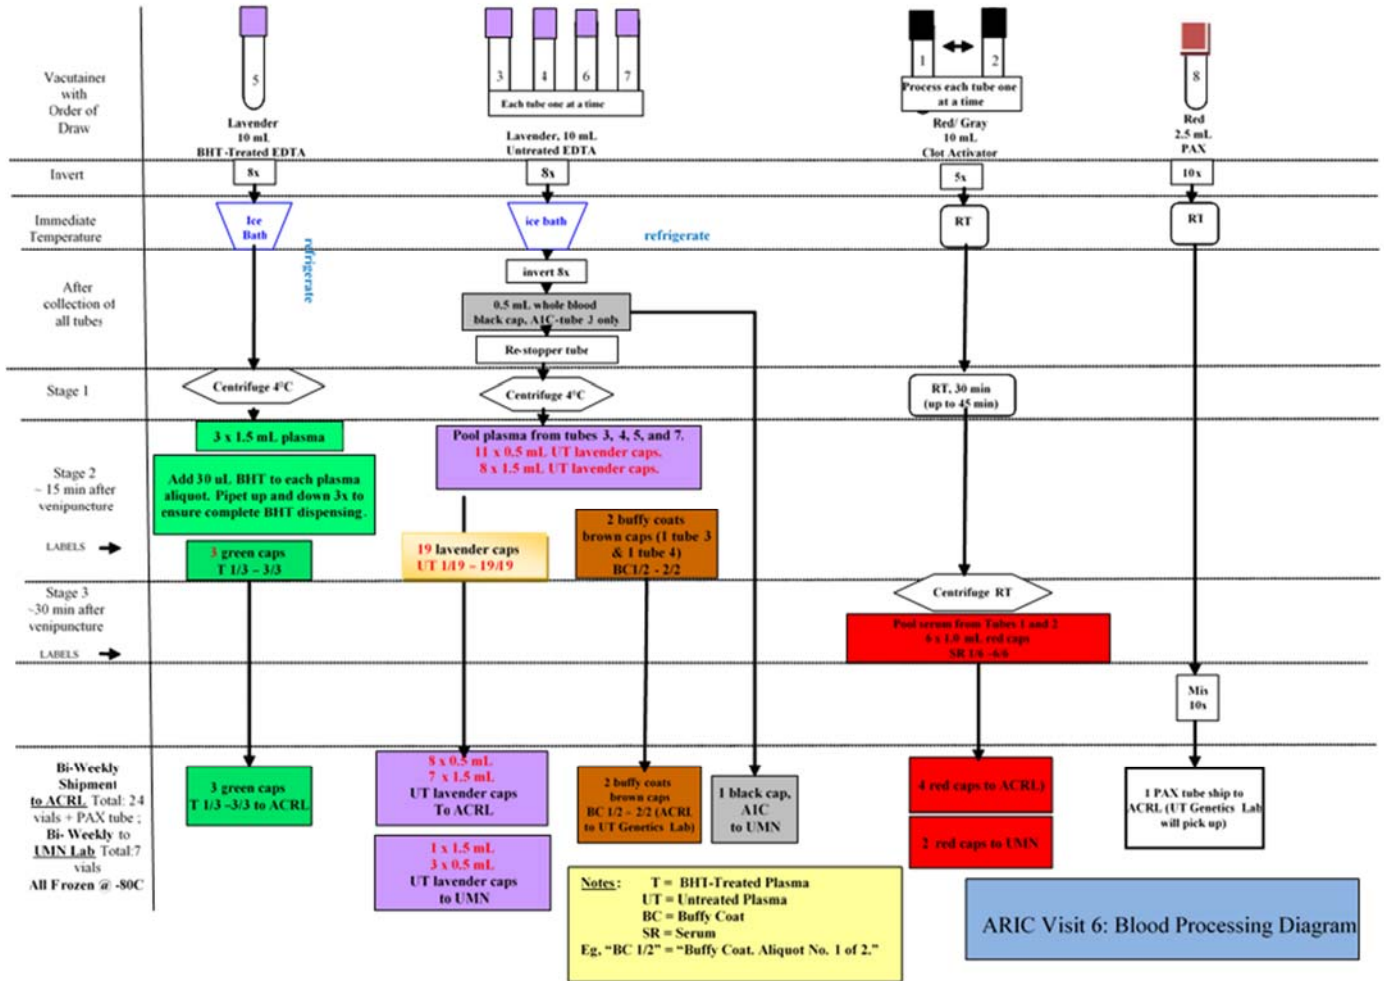 5
3
4
6
7
1
2
8
Vacutainer
with
Order of
Draw
Each tube one at a time
Process each tube one
at a time
Lavender
10 mL
BHT-Treated EDTA
Lavender, 10 mL
Untreated EDTA
Red/ Gray
10 mL
Clot Activator
Red
2.5 mL
PAX
Invert
8x
8x
5x
10x
Immediate
Temperature
Ice
Bath
refrigerate
ice bath
refrigerate
RT
RT
After
collection of
all tubes
invert 8x
0.5 mL whole blood
black cap, A1C-tube 3 only
Re-stopper tube
Stage 1
Centrifuge 4°C
Centrifuge 4°C
RT, 30 min
(up to 45 min)
Stage 2
~ 15 min after
venipuncture
LABELS
3 x 1.5 mL plasma
Add 30 uL BHT to each plasma
aliquot. Pipet up and down 3x to
ensure complete BHT dispensing.
3 green caps
T 1/3 – 3/3
Pool plasma from tubes 3, 4, 5, and 7.
11 x 0.5 mL UT lavender caps.
8 x 1.5 mL UT lavender caps.
19 lavender caps
UT 1/19 – 19/19
2 buffy coats
brown caps (1 tube 3
& 1 tube 4)
BC1/2 - 2/2
Stage 3
~30 min after
venipuncture
LABELS
Centrifuge RT
Pool serum from Tubes 1 and 2
6 x 1.0 mL red caps
SR 1/6 -6/6
Mix
10x
Bi-Weekly
Shipment
to ACRL Total: 24
vials + PAX tube ;
Bi- Weekly to
UMN Lab Total:7
vials
All Frozen @ -80C
3 green caps
T 1/3 –3/3 to ACRL
8 x 0.5 mL
7 x 1.5 mL
UT lavender caps
To ACRL
1 x 1.5 mL
3 x 0.5 mL
UT lavender caps
to UMN
2 buffy coats
brown caps
BC 1/2 – 2/2 (ACRL
to UT Genetics Lab)
1 black cap,
A1C
to UMN
4 red caps to ACRL)
2 red caps to UMN
1 PAX tube ship to
ACRL (UT Genetics Lab
will pick up)
Notes: T = BHT-Treated Plasma
UT = Untreated Plasma
BC = Buffy Coat
SR = Serum
Eg, “BC 1/2” = “Buffy Coat. Aliquot No. 1 of 2.”
ARIC Visit 6: Blood Processing Diagram